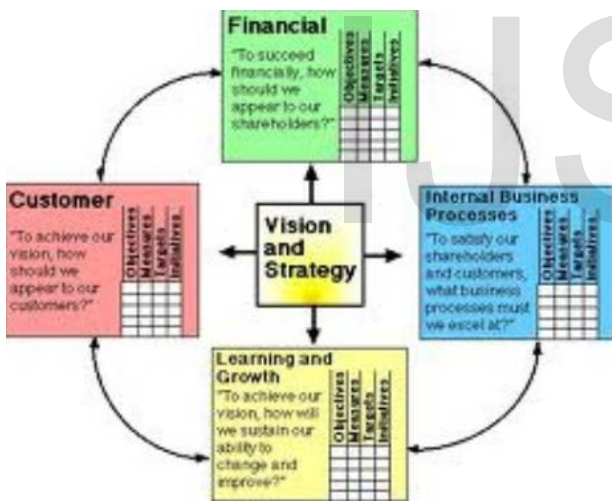 Financial
"To succeed
financially, how
should we
appear to our
shareholders?"
Objectives
Measures
Targets
Initiatives
IJS
Customer
"To achieve our
vision, how
should we
appear to our
customers?"
Objectives
Measures
Targets
Initiatives
Vision
and
Strategy
Internal Business
Processes
"To satisfy our
shareholders
and customers,
what business
processes must
we excel at?"
Objectives
Measures
Targets
Initiatives
Learning and
Growth
"To achieve our
vision, how will
we sustain our
ability to
change and
improve?"
Objectives
Measures
Targets
Initiatives